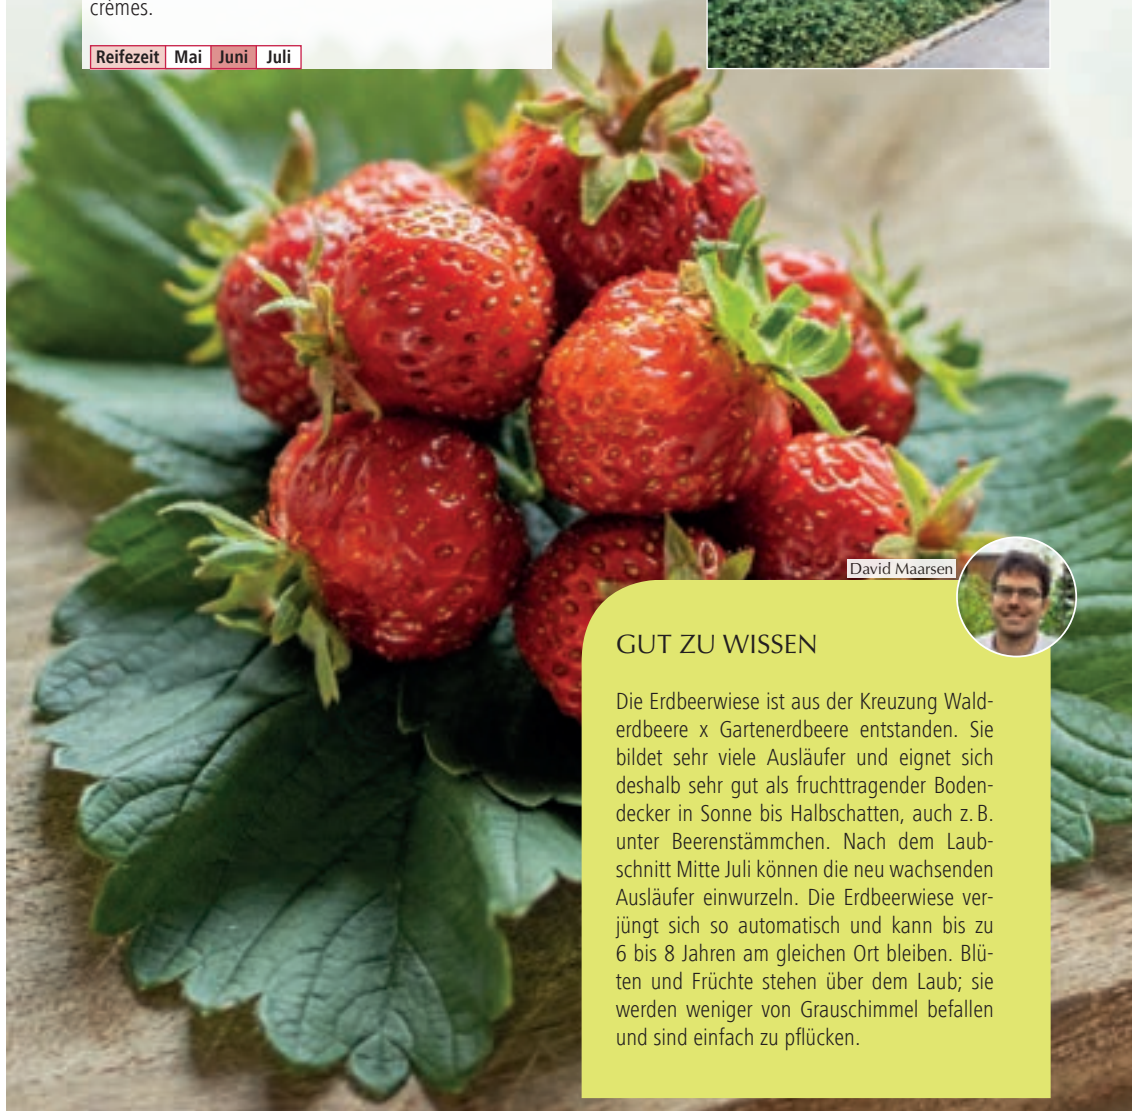 crèmes.
Reifezeit Mai Juni Juli
David Maarsen
GUT ZU WISSEN
Die Erdbeerwiese ist aus der Kreuzung Wald-
erdbeere x Gartenerdbeere entstanden. Sie
bildet sehr viele Ausläufer und eignet sich
deshalb sehr gut als fruchttragender Boden-
decker in Sonne bis Halbschatten, auch z. B.
unter Beerenstämmchen. Nach dem Laub-
schnitt Mitte Juli können die neu wachsenden
Ausläufer einwurzeln. Die Erdbeerwiese ver-
jüngt sich so automatisch und kann bis zu
6 bis 8 Jahren am gleichen Ort bleiben. Blü-
ten und Früchte stehen über dem Laub; sie
werden weniger von Grauschimmel befallen
und sind einfach zu pflücken.